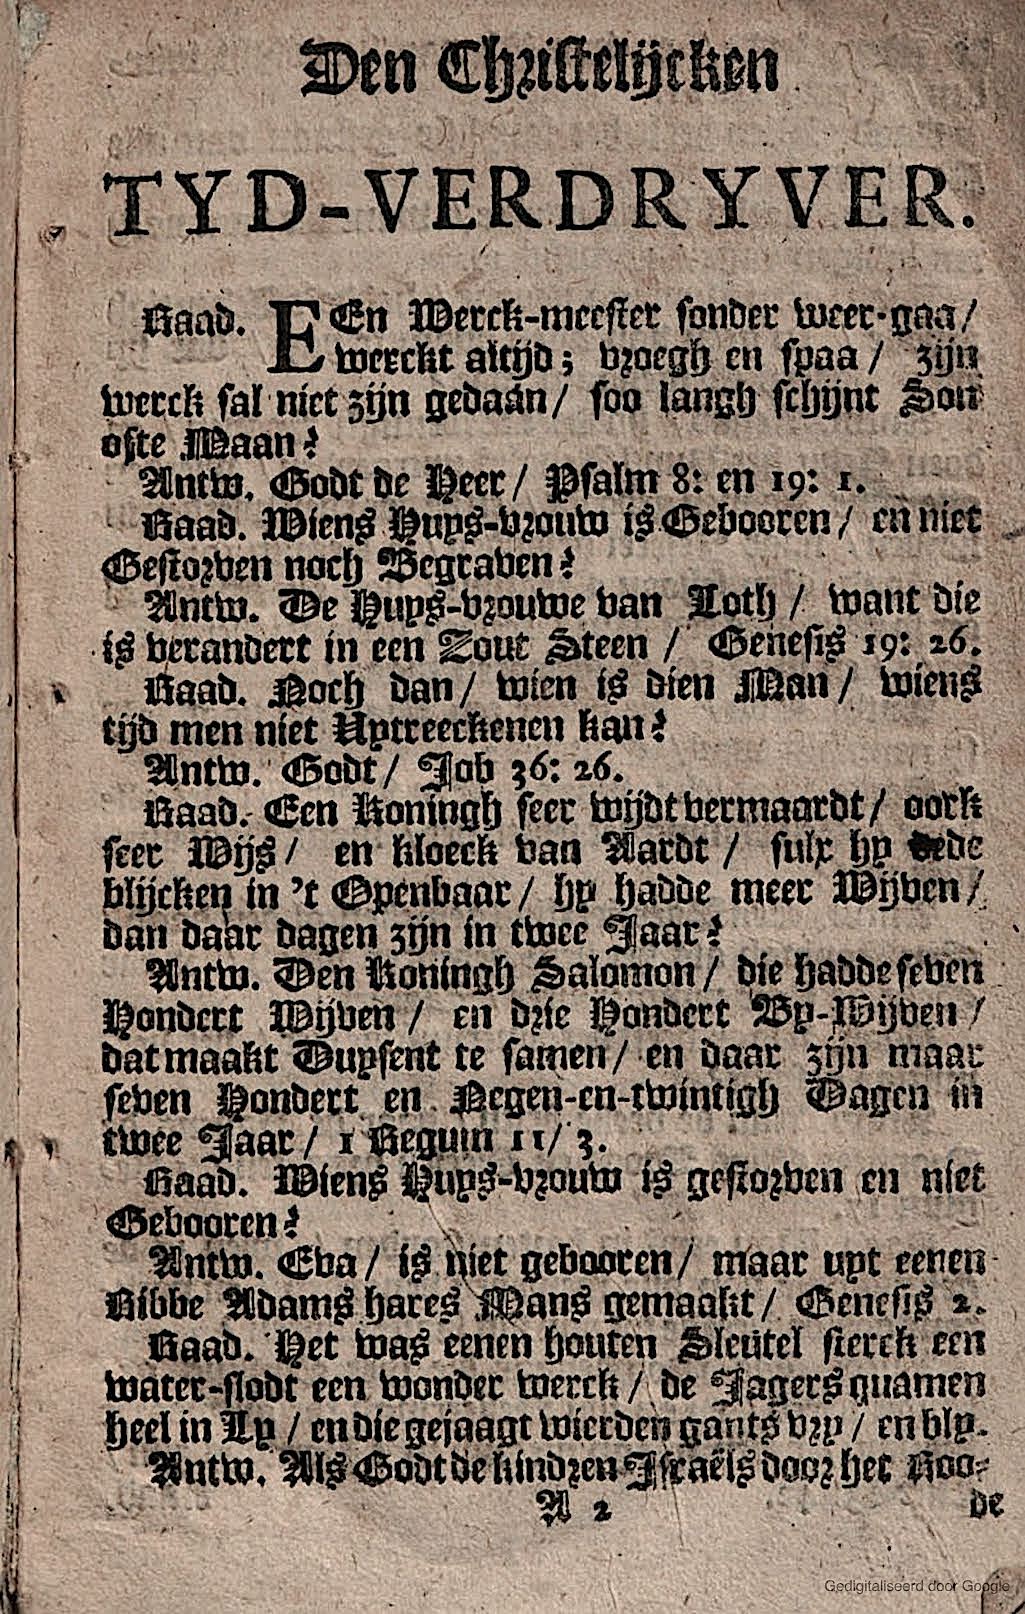 Den Christelijcken
TYD-VERDRYVER.
Raad. EEn Werck-meester sonder weer-gaa/
werckt altijd; vroegh en spaa/ zijn
werck sal niet zijn gedaan/ soo langh schijnt Son
ofte Maan?
Antw. Godt de Heer/ Psalm 8: en 19: 1.
Raad. Wiens Huys-vrouw is Gebooren/ en niet
Gestorven noch Begraven?
Antw. De Huys-vrouwe van Loth/ want die
is verandert in een Zout Steen/ Genesis 19: 26.
Raad. Noch dan/ wien is dien Man/ wiens
tijd men niet Uytreeckenen kan?
Antw. Godt/ Job 36: 26.
Raad. Een Koningh seer wijdt vermaardt/ oock
seer Wijs/ en kloeck van Aardt/ sulx hy dede
blijcken in 't Openbaar/ hy hadde meer Wijven/
dan daar dagen zijn in twee Jaar?
Antw. Den Koningh Salomon/ die hadde seven
Hondert Wijven/ en drie Hondert By-Wijven/
dat maakt Duysent te samen/ en daar zijn maar
seven Hondert en Negen-en-twintigh Dagen in
twee Jaar/ 1 Regum 11/ 3.
Raad. Wiens Huys-vrouw is gestorven en niet
Gebooren?
Antw. Eva/ is niet gebooren/ maar uyt eenen
Ribbe Adams hares Mans gemaakt/ Genesis 2.
Raad. Het was eenen houten Sleutel sterck een
water-slodt een wonder werck/ de Jagers quamen
heel in Ly/ en die gejaagt wierden gants vry/ en bly.
Antw. Als Godt de kindren Israëls door het Roo-
A 2 de
Gedigitaliseerd door Google